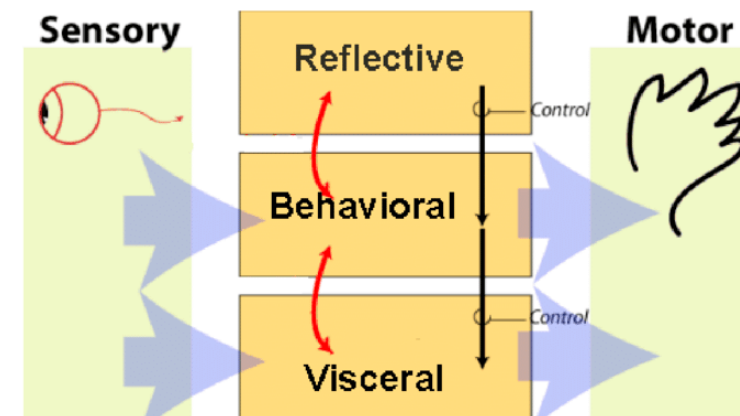 Sensory
Motor
Reflective
Control
Behavioral
Control
Visceral